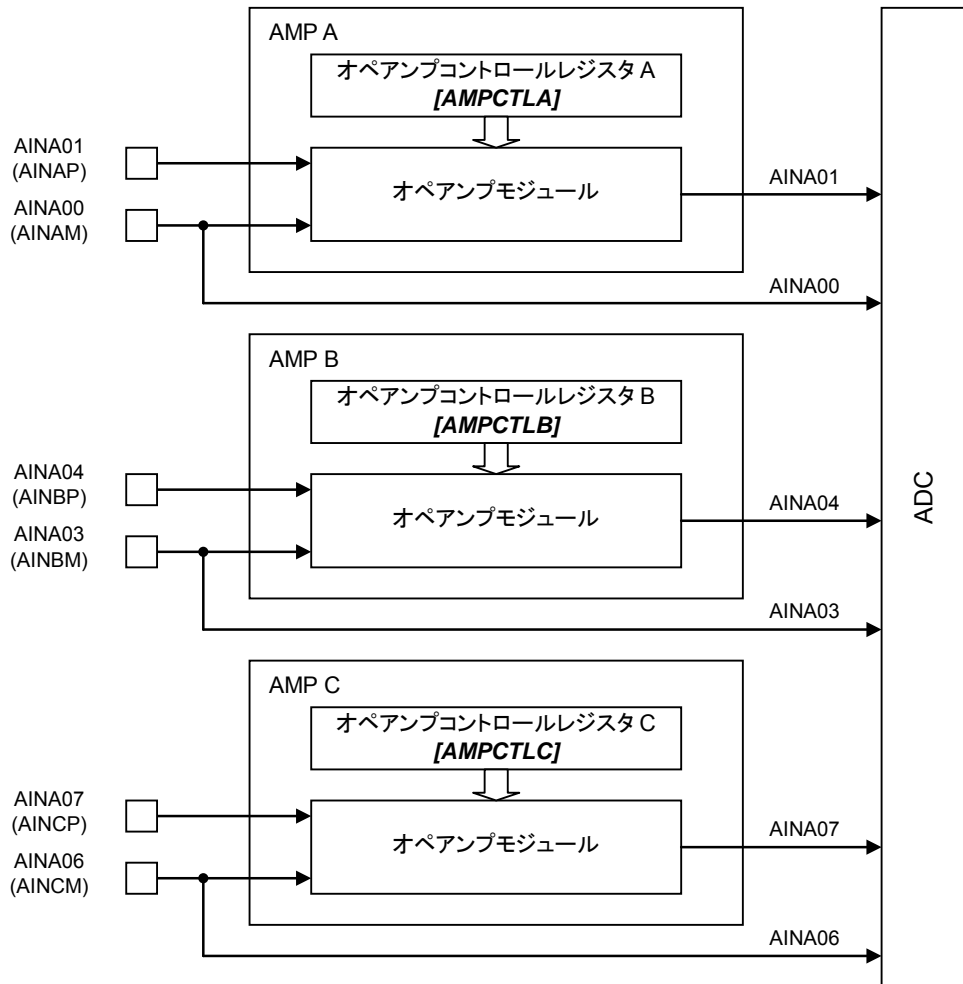 AMP A
オペアンプコントロールレジスタ A
[AMPCTLA]
AINA01
(AINAP)
AINA00
(AINAM)
オペアンプモジュール
AINA01
AINA00
AMP B
オペアンプコントロールレジスタ B
[AMPCTLB]
AINA04
(AINBP)
AINA03
(AINBM)
オペアンプモジュール
AINA04
AINA03
AMP C
オペアンプコントロールレジスタ C
[AMPCTLC]
AINA07
(AINCP)
AINA06
(AINCM)
オペアンプモジュール
AINA07
AINA06
ADC